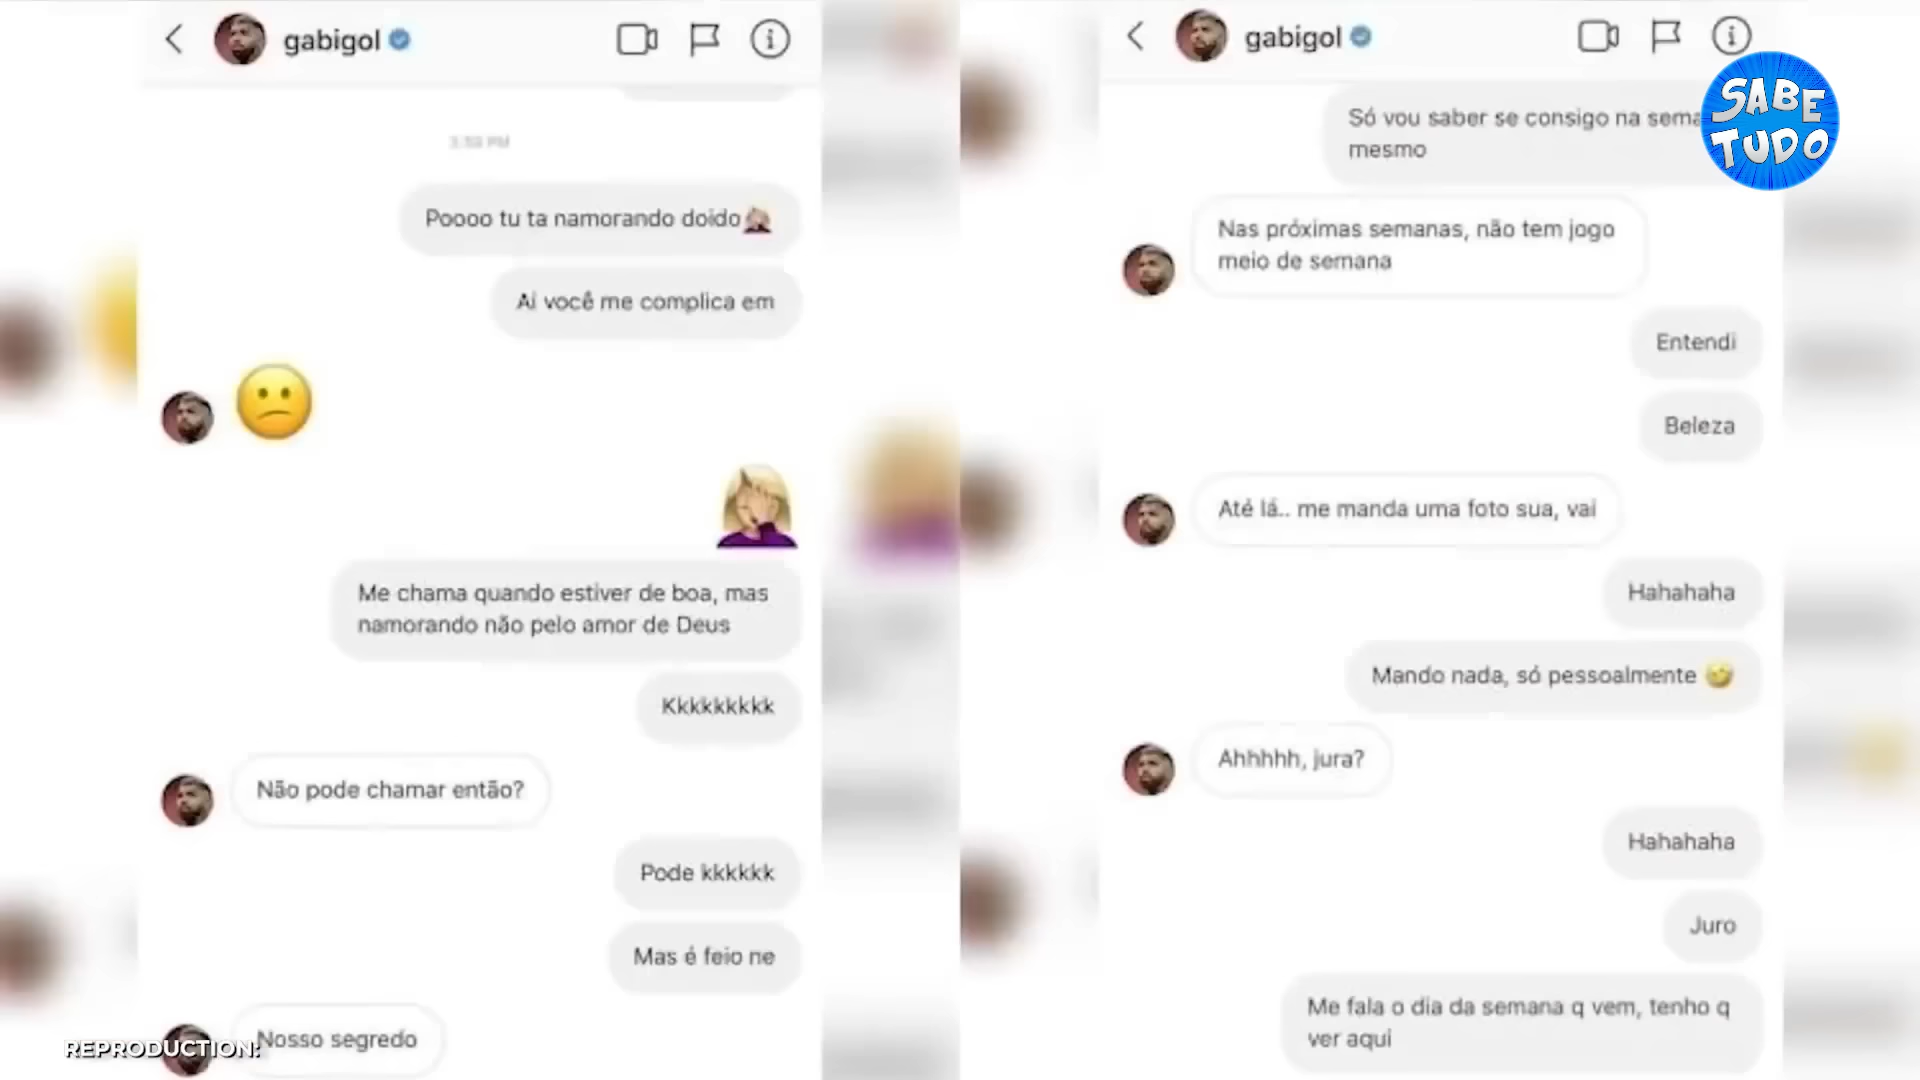 gabigol
3:59 PM
Poooo tu ta namorando doido🤦🏼‍♀️
Ai você me complica em
😕
🤦🏼‍♀️
Me chama quando estiver de boa, mas
namorando não pelo amor de Deus
Kkkkkkkkk
Não pode chamar então?
Pode kkkkkk
Mas é feio ne
Nosso segredo
REPRODUCTION:
gabigol
SABE
TUDO
Só vou saber se consigo na
mesmo
Nas próximas semanas, não tem jogo
meio de semana
Entendi
Beleza
Até lá.. me manda uma foto sua, vai
Hahahaha
Mando nada, só pessoalmente 🤣
Ahhhhh, jura?
Hahahaha
Juro
Me fala o dia da semana q vem, tenho q
ver aqui